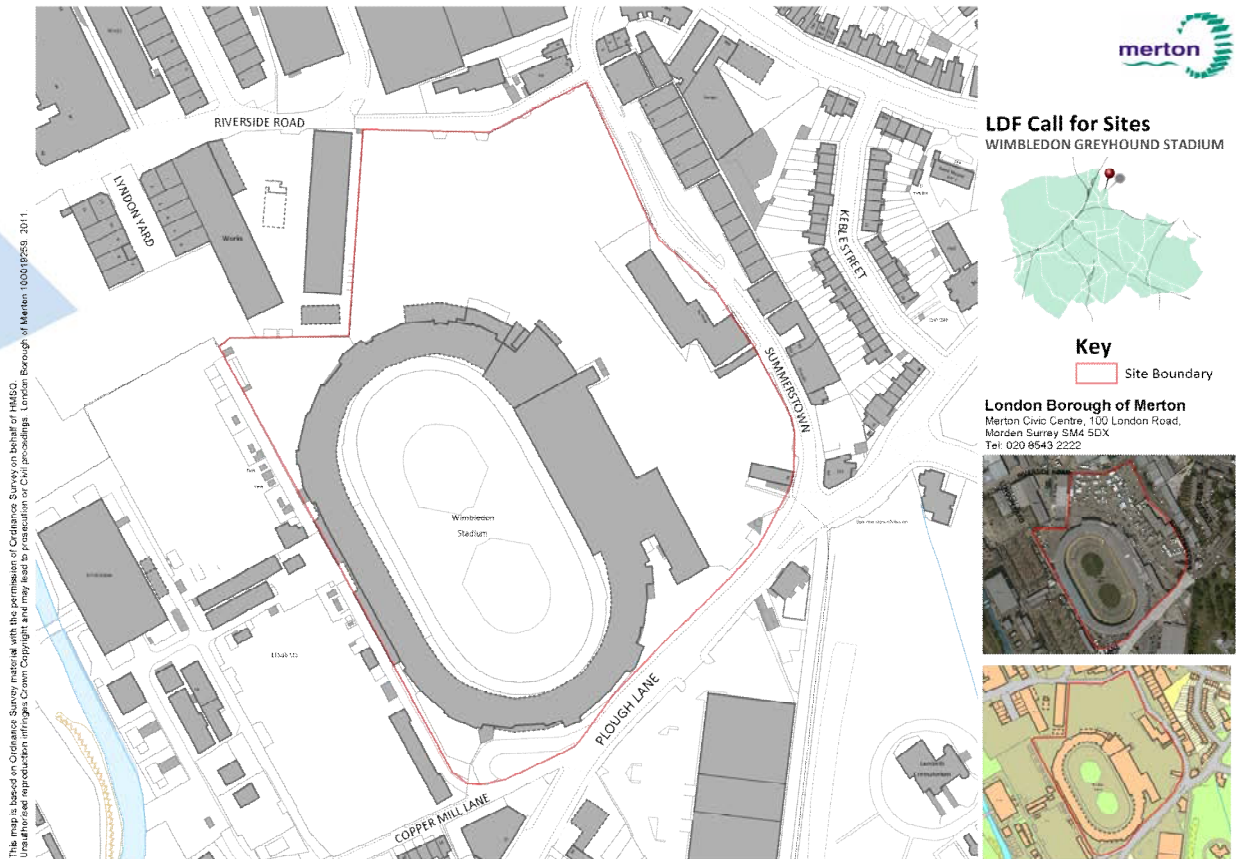 merton
LDF Call for Sites
WIMBLEDON GREYHOUND STADIUM
Key
Site Boundary
London Borough of Merton
Merton Civic Centre, 100 London Road,
Morden Surrey SM4 5DX
Tel: 020 8543 2222
RIVERSIDE ROAD
LYNDON YARD
Works
KEBLE STREET
SUMMERSTOWN
Wimbledon
Stadium
PLOUGH LANE
COPPER MILL LANE
This map is based on Ordnance Survey material with the permission of Ordnance Survey on behalf of HMSO.
Unauthorised reproduction infringes Crown Copyright and may lead to prosecution or Civil proceedings. London Borough of Merton 100019259. 2011.